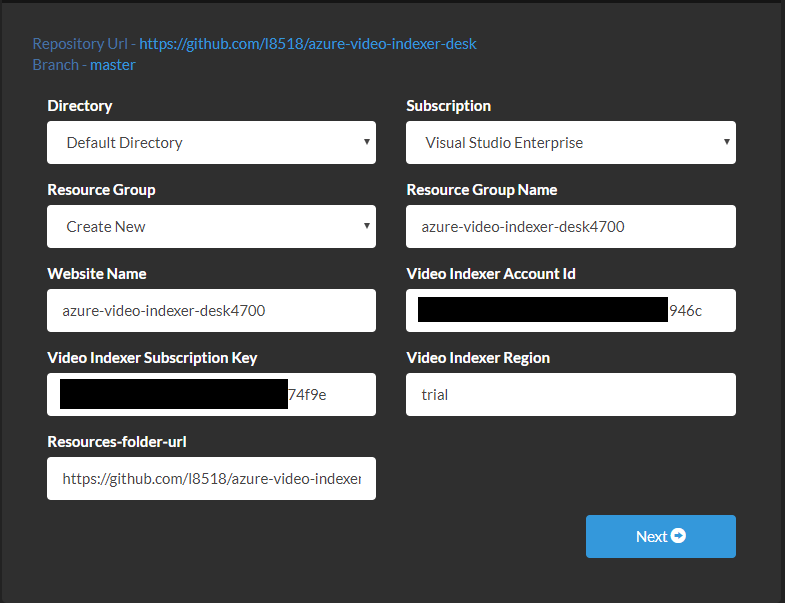 Repository Url - https://github.com/l8518/azure-video-indexer-desk
Branch - master
Directory
Subscription
Default Directory
Visual Studio Enterprise
Resource Group
Resource Group Name
Create New
azure-video-indexer-desk4700
Website Name
Video Indexer Account Id
azure-video-indexer-desk4700
946c
Video Indexer Subscription Key
Video Indexer Region
74f9e
trial
Resources-folder-url
https://github.com/l8518/azure-video-indexer
Next